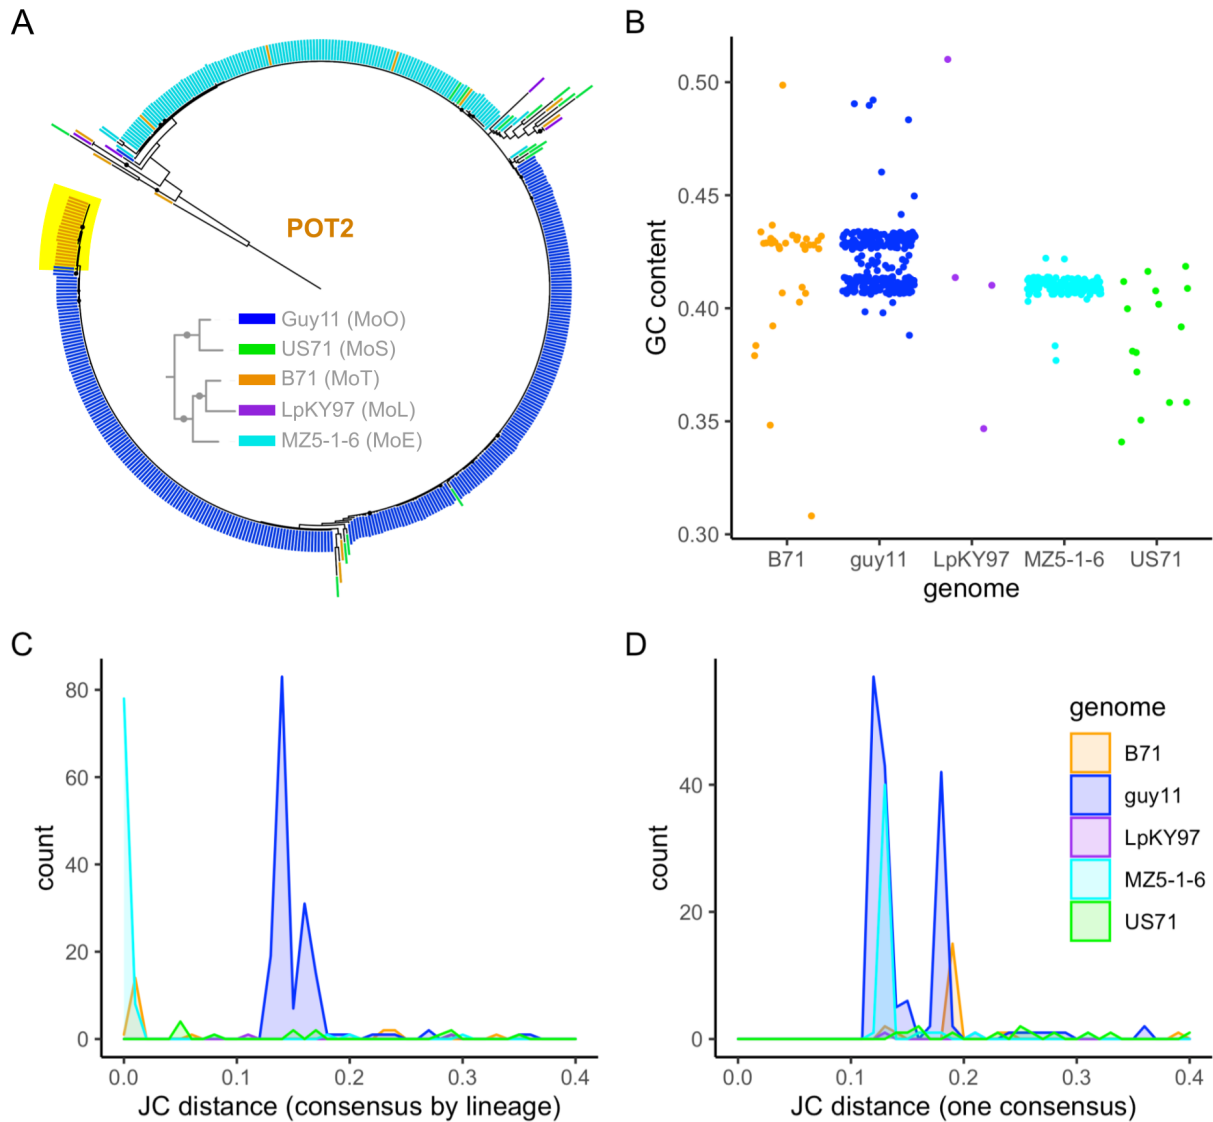 A
POT2
Guy11 (MoO)
US71 (MoS)
B71 (MoT)
LpKY97 (MoL)
MZ5-1-6 (MoE)
B
GC content
0.50
0.45
0.40
0.35
0.30
B71 guy11 LpKY97 MZ5-1-6 US71
genome
C
count
80
60
40
20
0
0.0 0.1 0.2 0.3 0.4
JC distance (consensus by lineage)
D
count
40
20
0
0.0 0.1 0.2 0.3 0.4
JC distance (one consensus)
genome
B71
guy11
LpKY97
MZ5-1-6
US71